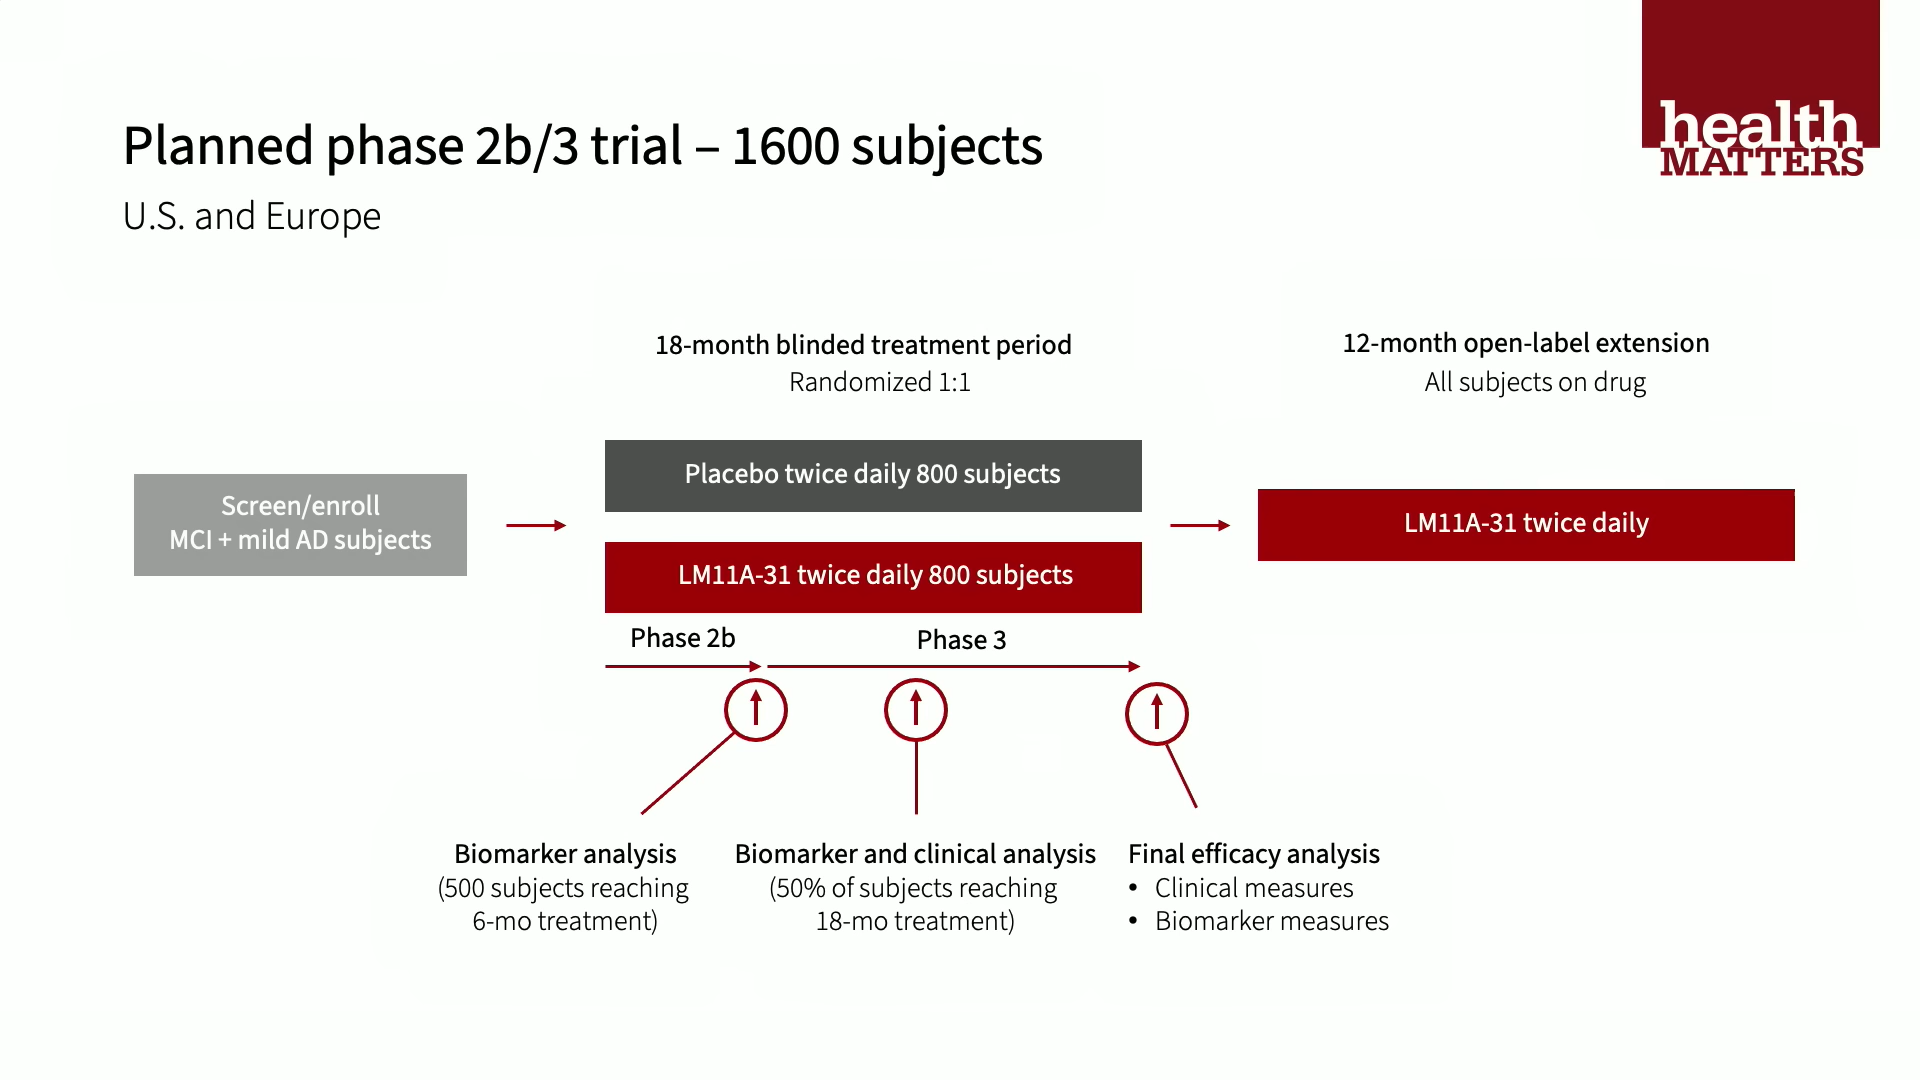 health
MATTERS
Planned phase 2b/3 trial – 1600 subjects
U.S. and Europe
18-month blinded treatment period
Randomized 1:1
12-month open-label extension
All subjects on drug
Screen/enroll
MCI + mild AD subjects
Placebo twice daily 800 subjects
LM11A-31 twice daily 800 subjects
LM11A-31 twice daily
Phase 2b
Phase 3
Biomarker analysis
(500 subjects reaching
6-mo treatment)
Biomarker and clinical analysis
(50% of subjects reaching
18-mo treatment)
Final efficacy analysis
• Clinical measures
• Biomarker measures